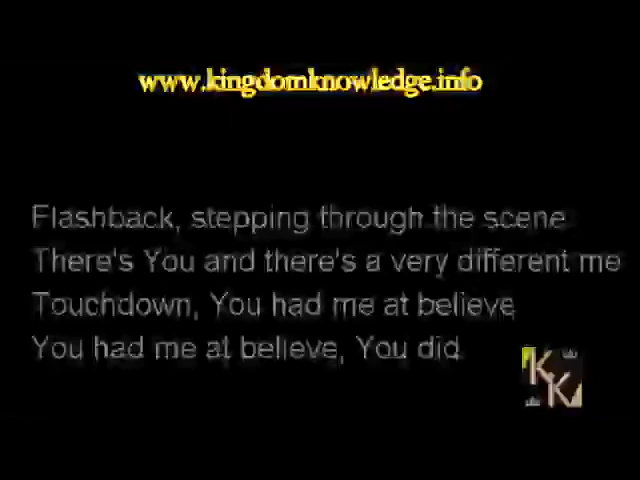 www.kingdomknowledge.info
Flashback, stepping through the scene
There's You and there's a very different me
Touchdown, You had me at believe
You had me at believe, You did
KK